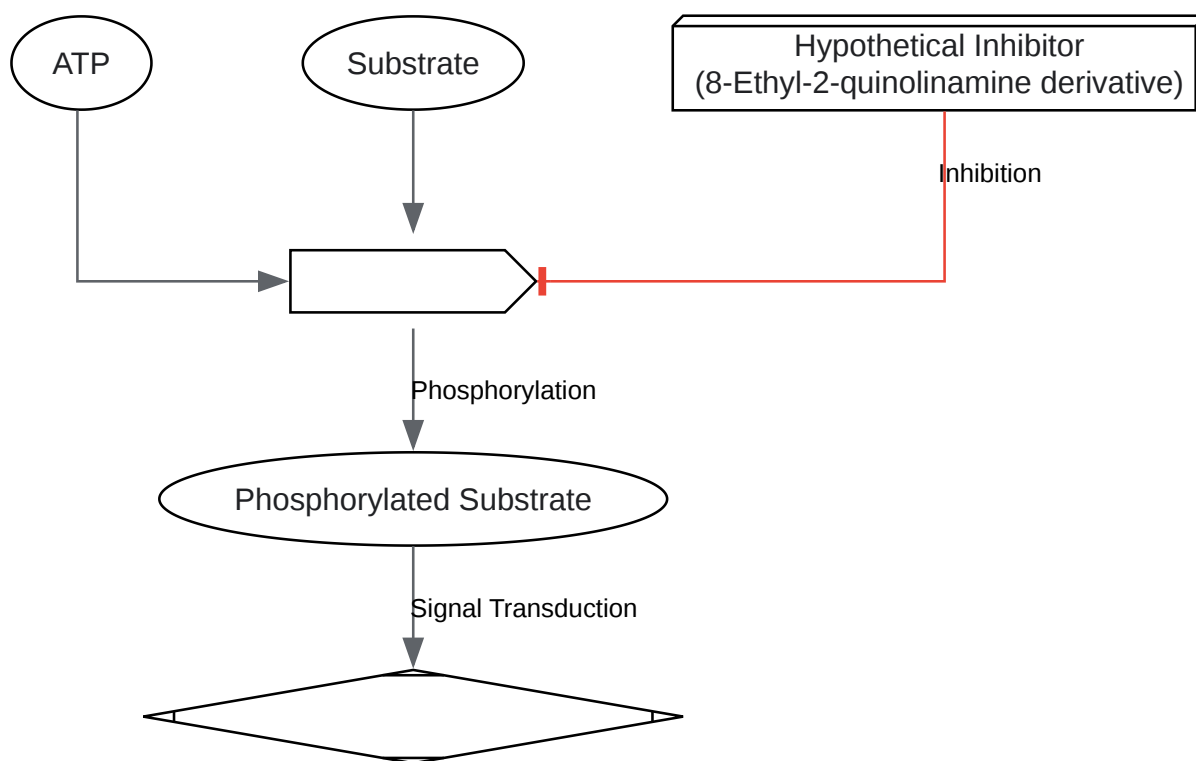 ATP
Substrate
Hypothetical Inhibitor
(8-Ethyl-2-quinolinamine derivative)
Inhibition
Phosphorylation
Phosphorylated Substrate
Signal Transduction